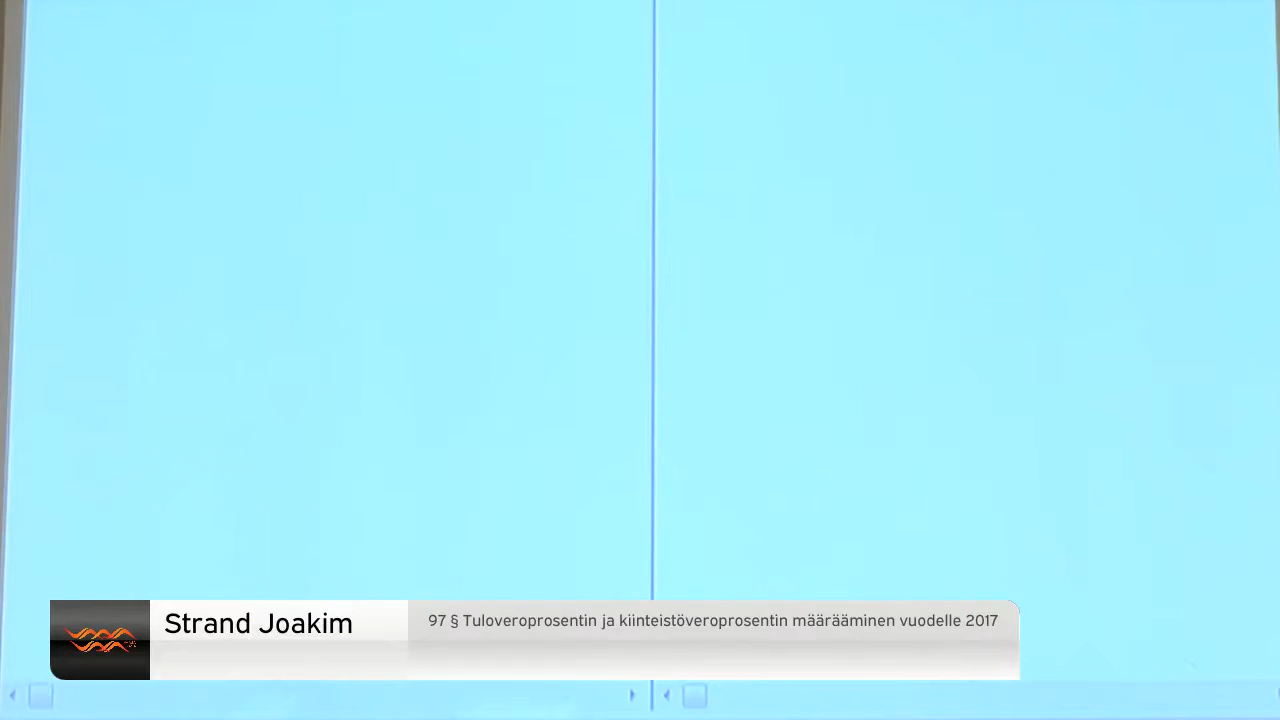 Strand Joakim
97 § Tuloveroprosentin ja kiinteistöveroprosentin määrääminen vuodelle 2017